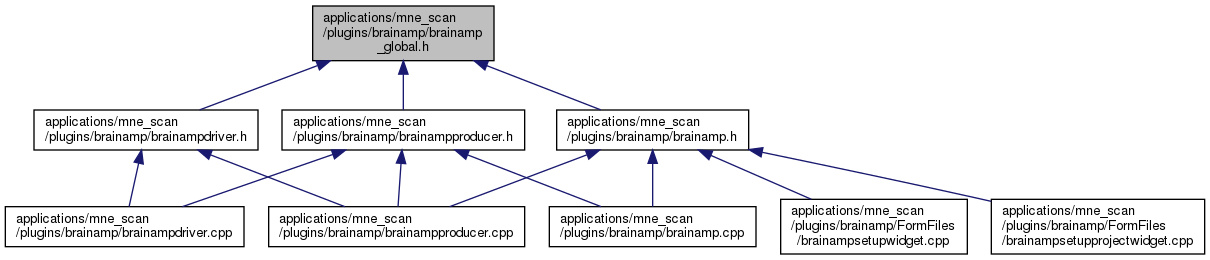 applications/mne_scan
/plugins/brainamp/brainamp
_global.h
applications/mne_scan
/plugins/brainamp/brainampdriver.h
applications/mne_scan
/plugins/brainamp/brainampproducer.h
applications/mne_scan
/plugins/brainamp/brainamp.h
applications/mne_scan
/plugins/brainamp/brainampdriver.cpp
applications/mne_scan
/plugins/brainamp/brainampproducer.cpp
applications/mne_scan
/plugins/brainamp/brainamp.cpp
applications/mne_scan
/plugins/brainamp/FormFiles
/brainampsetupwidget.cpp
applications/mne_scan
/plugins/brainamp/FormFiles
/brainampsetupprojectwidget.cpp